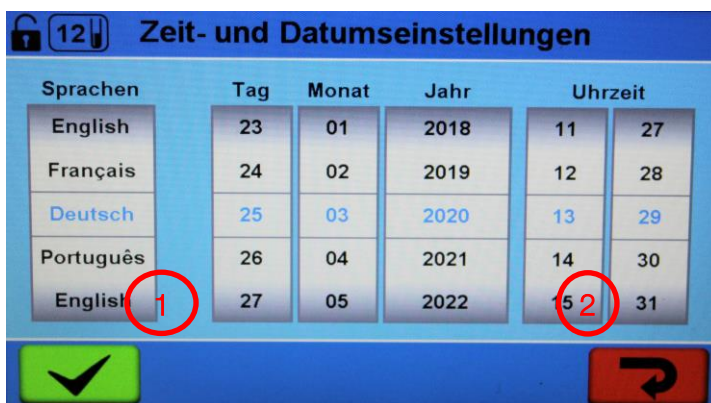 12 Zeit- und Datumseinstellungen
Sprachen Tag Monat Jahr Uhrzeit
English 23 01 2018 11 27
Français 24 02 2019 12 28
Deutsch 25 03 2020 13 29
Português 26 04 2021 14 30
English 1 27 05 2022 15 2 31